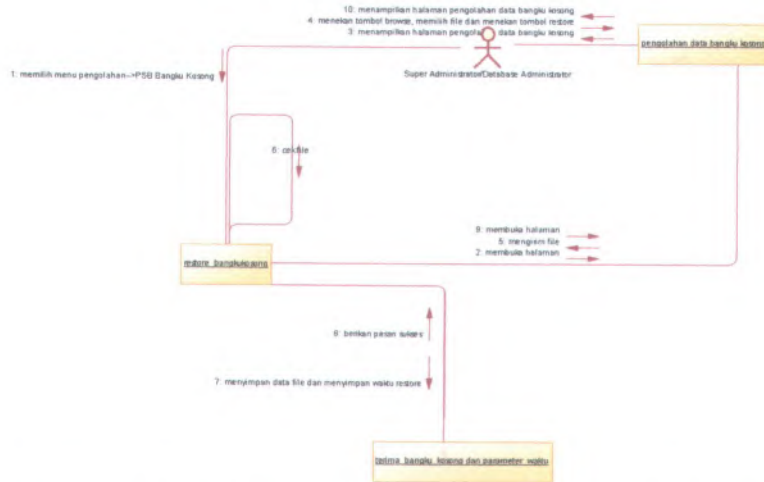 10: menampilkan halaman pengolahan data bangku kosong
4: menekan tombol browse, memilih file dan menekan tombol restore
3: menampilkan halaman pengolahan data bangku kosong
pengolahan data bangku kosong
Super Administrator/Database Administrator
1: memilih menu pengolahan-->PSB Bangku Kosong
6: cekfile
9: membuka halaman
5: mengirim file
2: membuka halaman
restore_bangkukosong
8: berikan pesan sukses
7: menyimpan data file dan menyimpan waktu restore
terima_bangku_kosong dan parameter_waktu